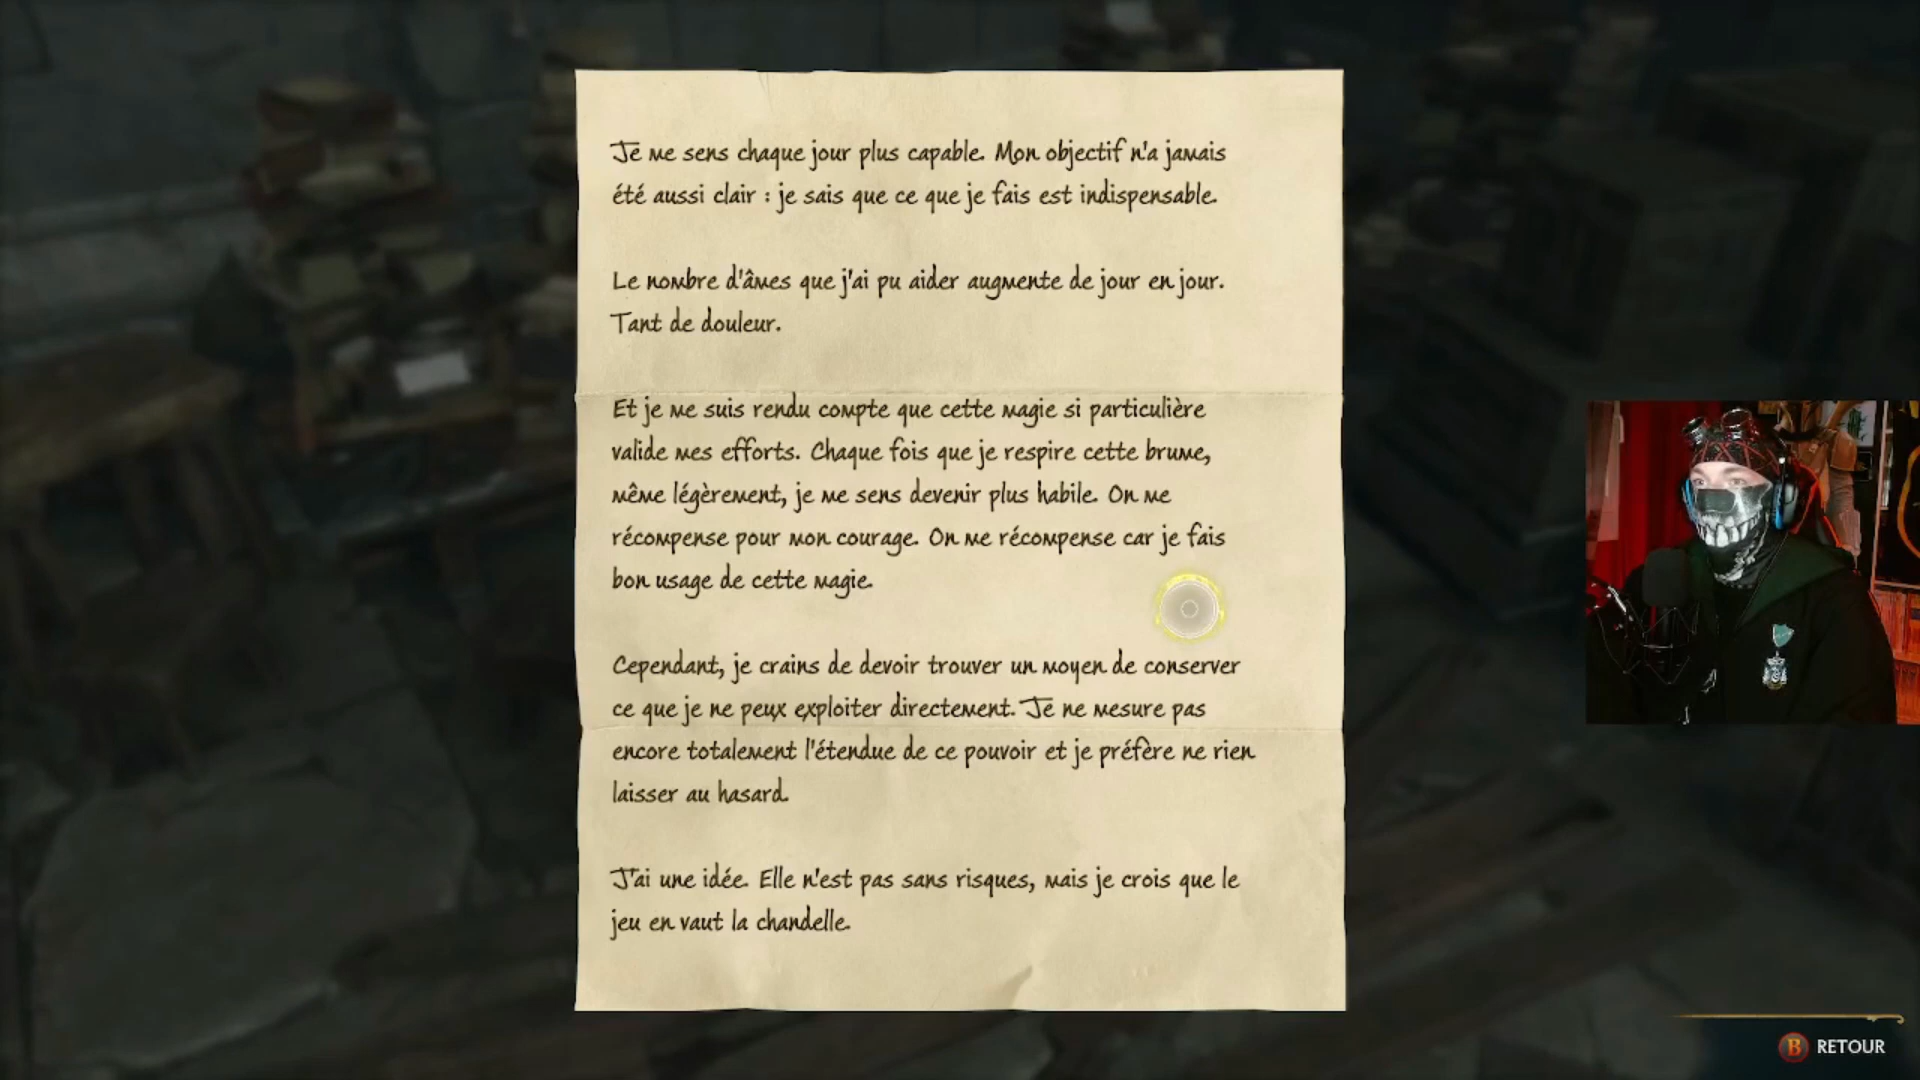 Je me sens chaque jour plus capable. Mon objectif n'a jamais
été aussi clair : je sais que ce que je fais est indispensable.
Le nombre d'âmes que j'ai pu aider augmente de jour en jour.
Tant de douleur.
Et je me suis rendu compte que cette magie si particulière
valide mes efforts. Chaque fois que je respire cette brume,
même légèrement, je me sens devenir plus habile. On me
récompense pour mon courage. On me récompense car je fais
bon usage de cette magie.
Cependant, je crains de devoir trouver un moyen de conserver
ce que je ne peux exploiter directement. Je ne mesure pas
encore totalement l'étendue de ce pouvoir et je préfère ne rien
laisser au hasard.
J'ai une idée. Elle n'est pas sans risques, mais je crois que le
jeu en vaut la chandelle.
B RETOUR